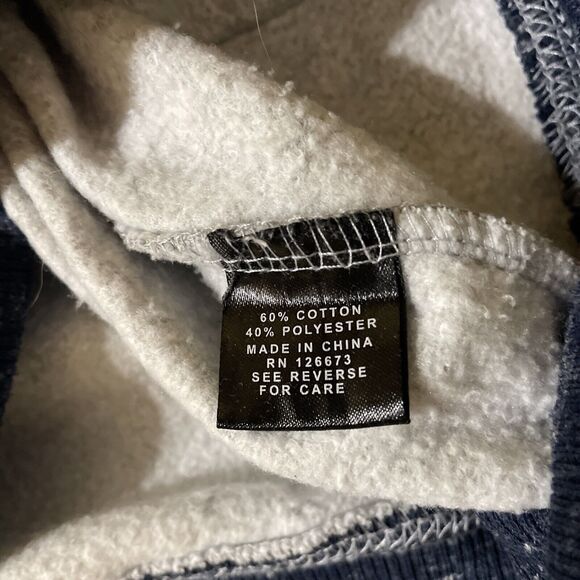 60% COTTON
40% POLYESTER
MADE IN CHINA
RN 126673
SEE REVERSE
FOR CARE